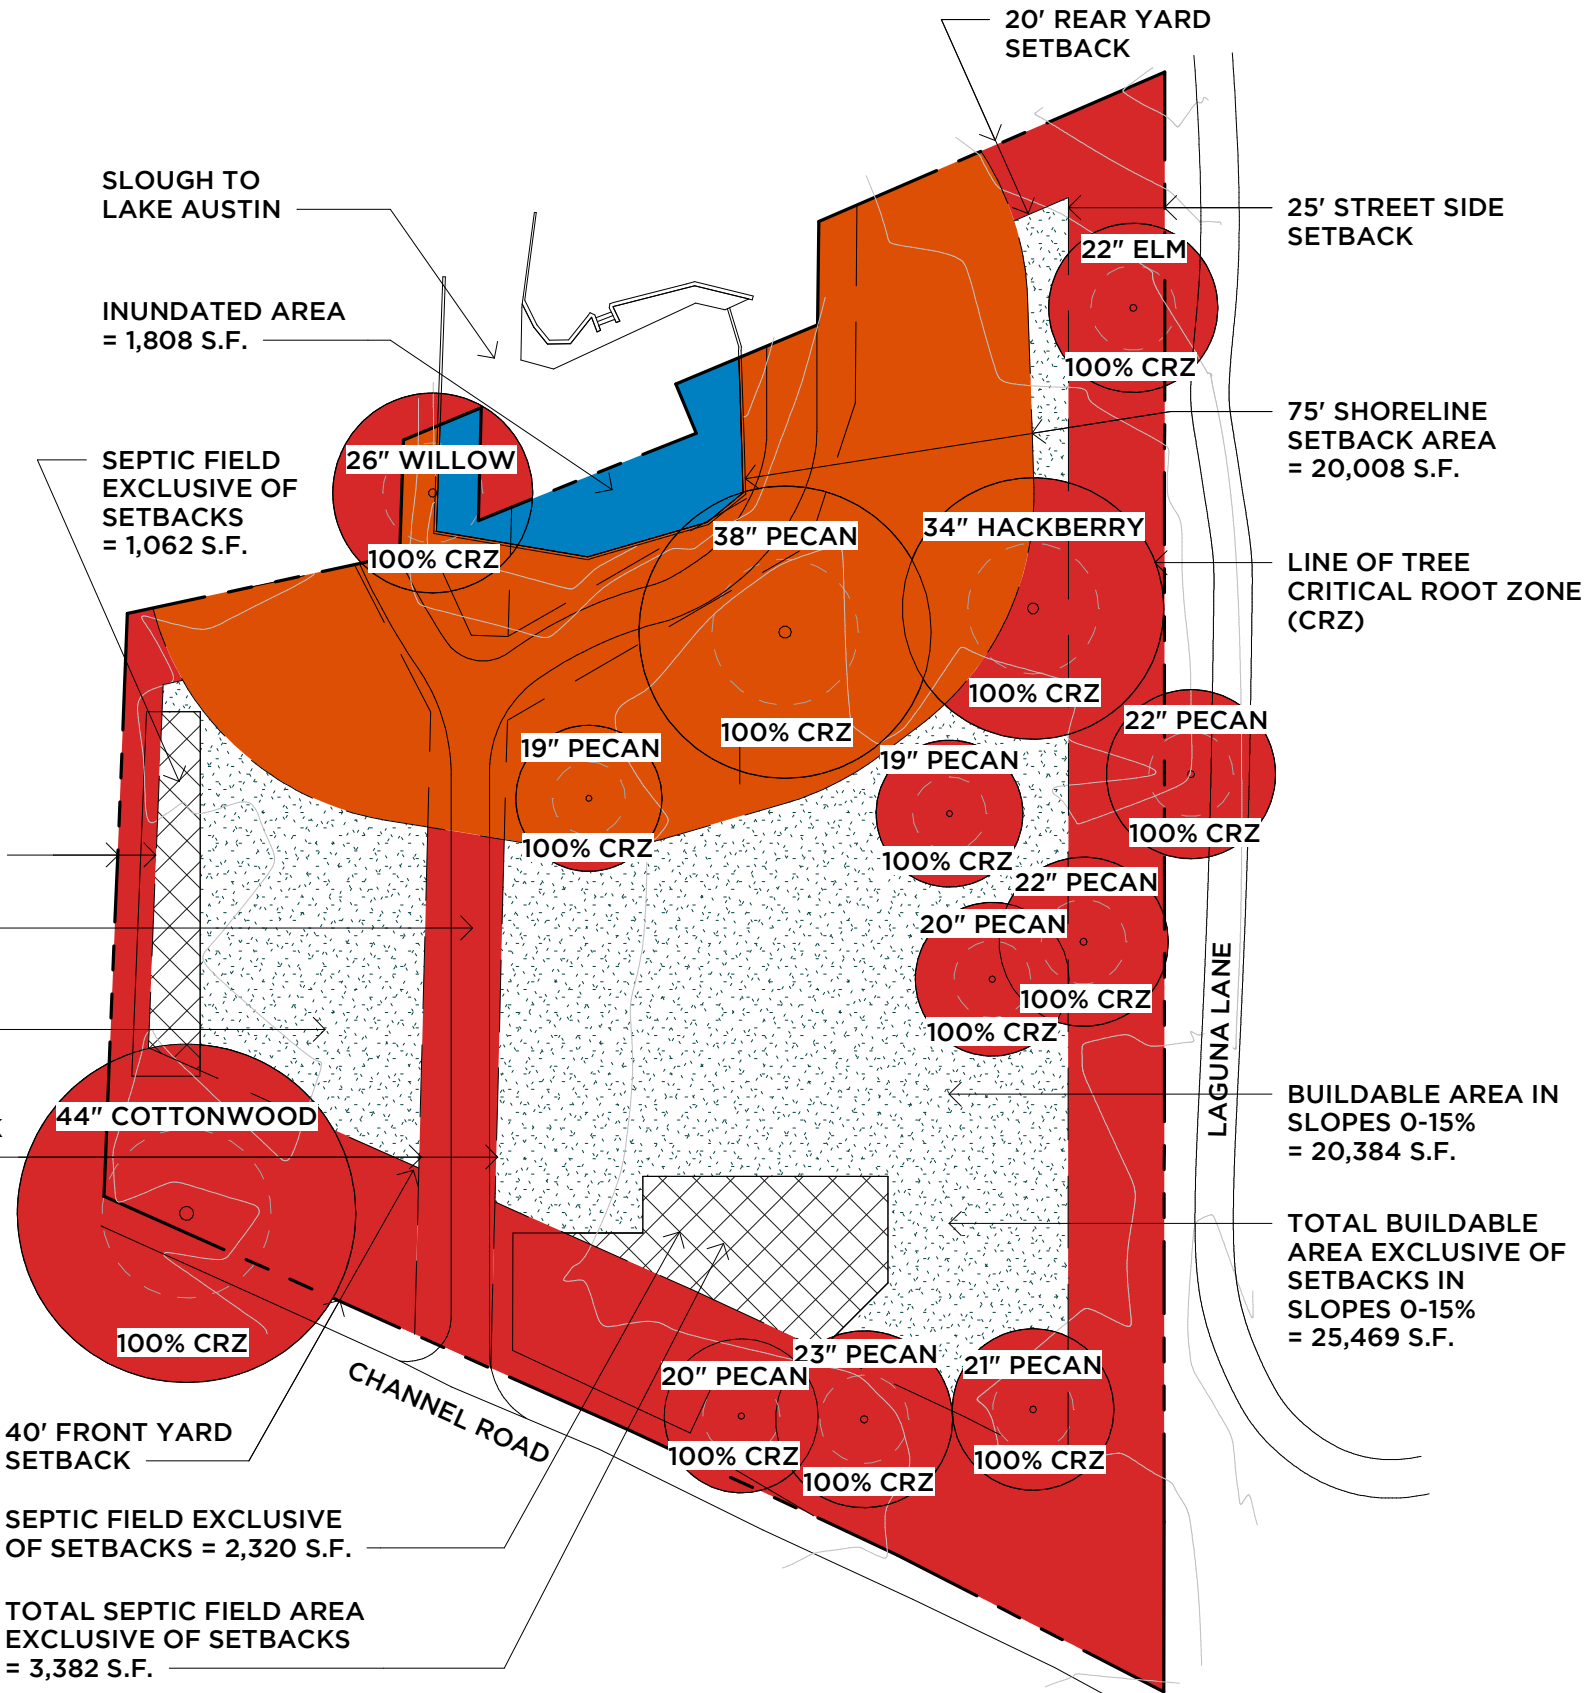 20' REAR YARD
SETBACK
SLOUGH TO
LAKE AUSTIN
25' STREET SIDE
SETBACK
22" ELM
100% CRZ
INUNDATED AREA
= 1,808 S.F.
75' SHORELINE
SETBACK AREA
= 20,008 S.F.
SEPTIC FIELD
EXCLUSIVE OF
SETBACKS
= 1,062 S.F.
26" WILLOW
100% CRZ
38" PECAN
100% CRZ
34" HACKBERRY
100% CRZ
LINE OF TREE
CRITICAL ROOT ZONE
(CRZ)
22" PECAN
100% CRZ
19" PECAN
100% CRZ
19" PECAN
100% CRZ
22" PECAN
100% CRZ
20" PECAN
100% CRZ
LAGUNA LANE
44" COTTONWOOD
100% CRZ
BUILDABLE AREA IN
SLOPES 0-15%
= 20,384 S.F.
TOTAL BUILDABLE
AREA EXCLUSIVE OF
SETBACKS IN
SLOPES 0-15%
= 25,469 S.F.
23" PECAN
100% CRZ
20" PECAN
100% CRZ
21" PECAN
100% CRZ
CHANNEL ROAD
40' FRONT YARD
SETBACK
SEPTIC FIELD EXCLUSIVE
OF SETBACKS = 2,320 S.F.
TOTAL SEPTIC FIELD AREA
EXCLUSIVE OF SETBACKS
= 3,382 S.F.